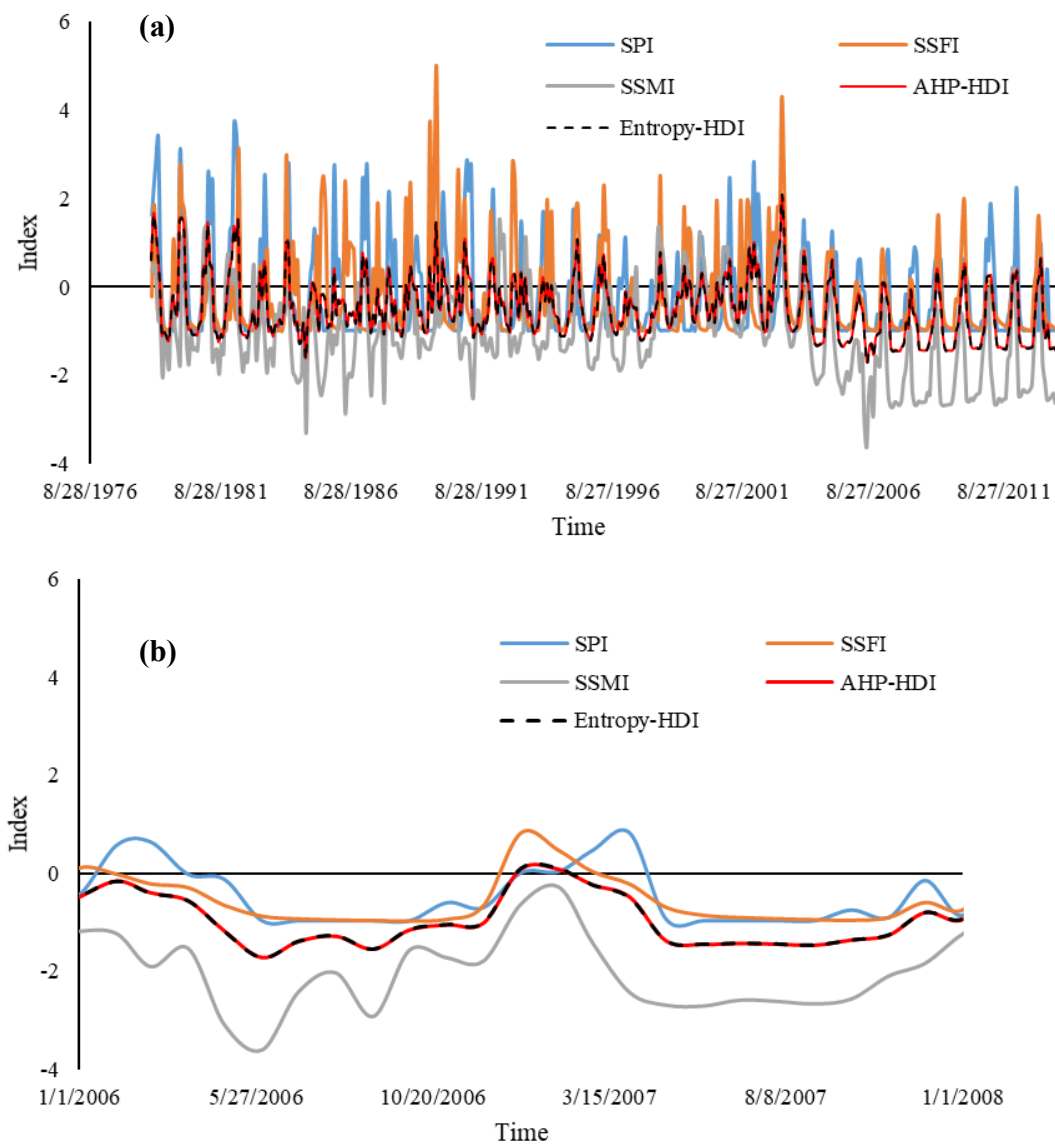 (a)
SPI
SSFI
SSMI
AHP-HDI
Entropy-HDI
6
4
2
0
-2
-4
Index
8/28/1976
8/28/1981
8/28/1986
8/28/1991
8/27/1996
8/27/2001
8/27/2006
8/27/2011
Time
(b)
SPI
SSFI
SSMI
AHP-HDI
Entropy-HDI
6
4
2
0
-2
-4
Index
1/1/2006
5/27/2006
10/20/2006
3/15/2007
8/8/2007
1/1/2008
Time